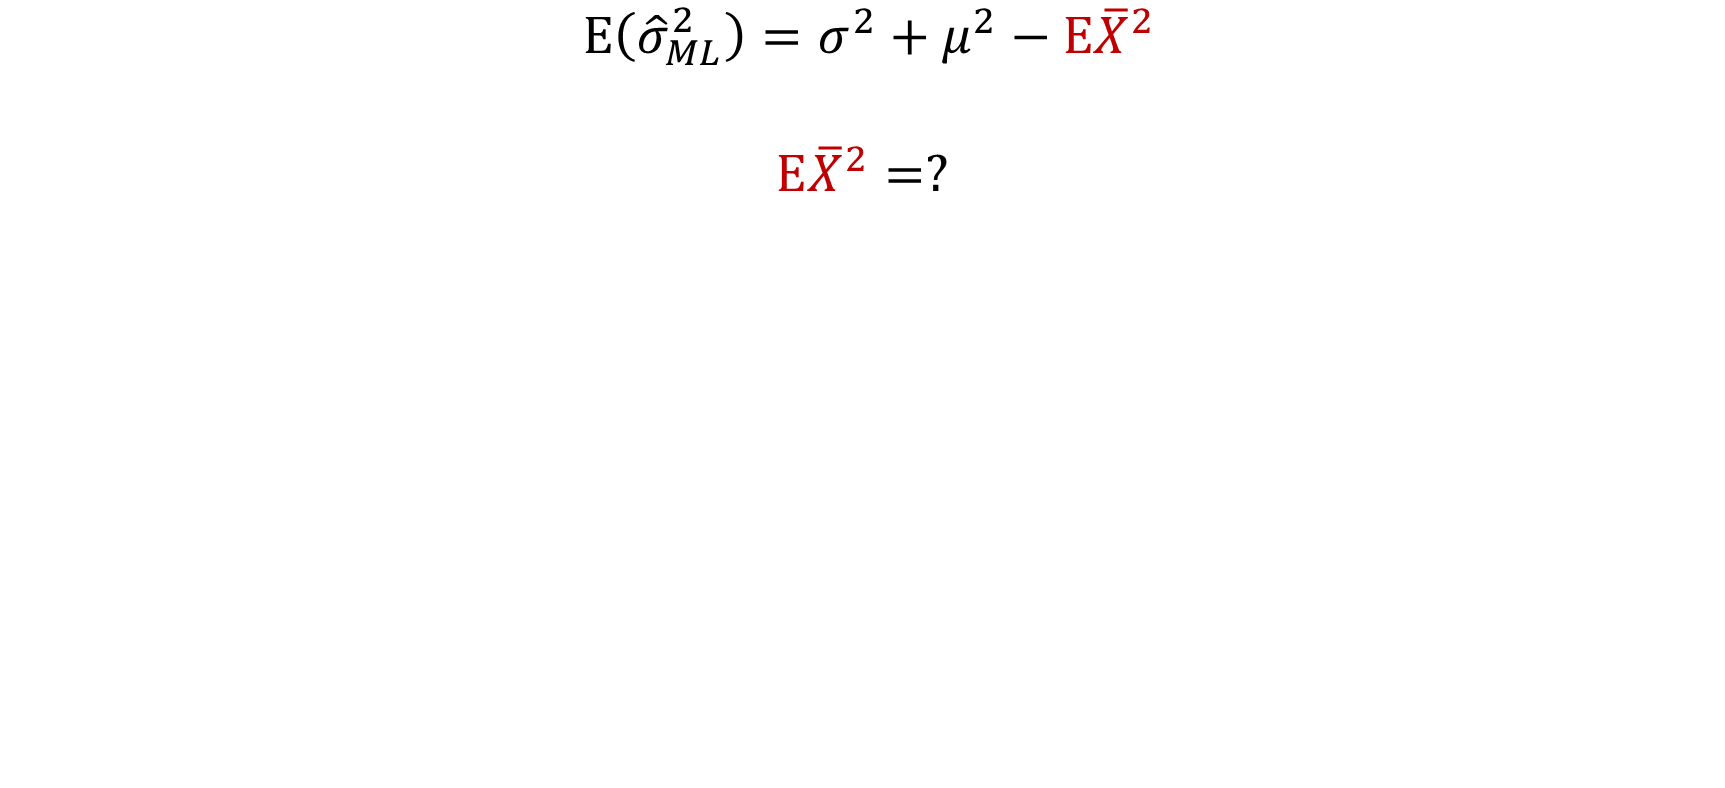 E(σ̂²_ML) = σ² + μ² − EX̄²
EX̄² =?